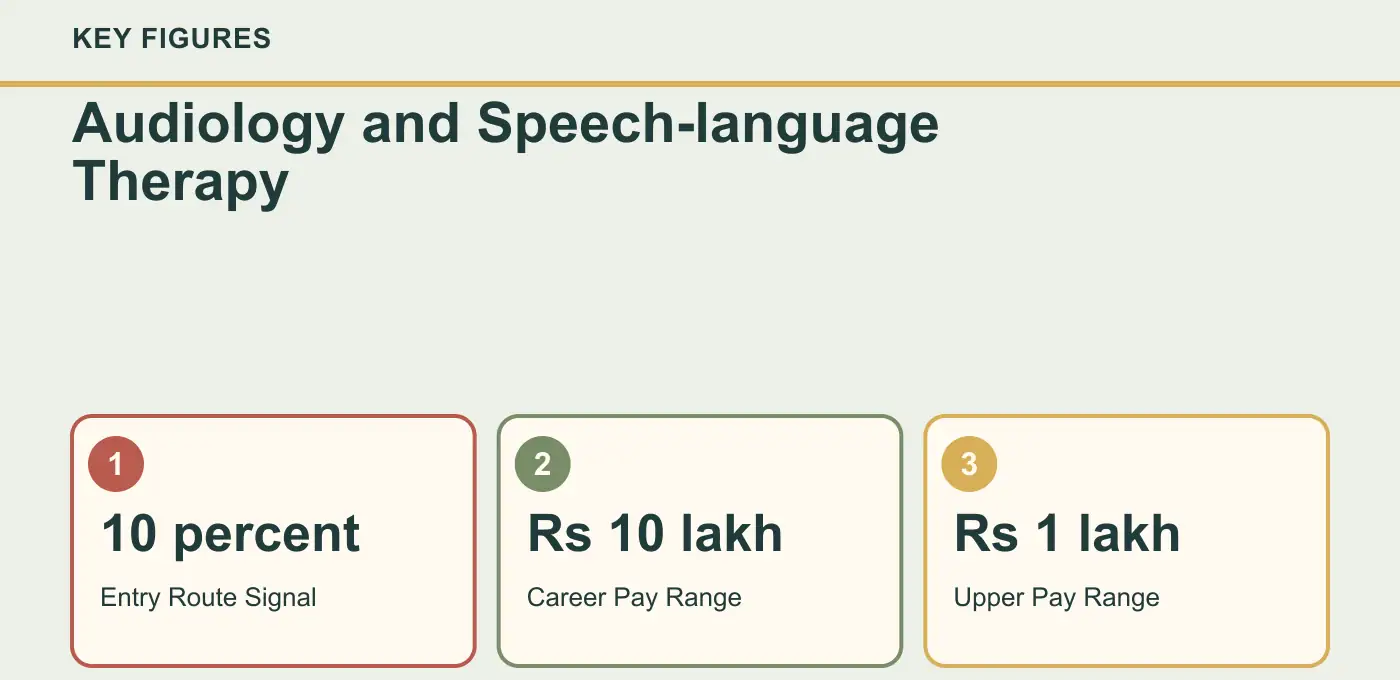 KEY FIGURES
Audiology and Speech-language
Therapy
1
10 percent
Entry Route Signal
2
Rs 10 lakh
Career Pay Range
3
Rs 1 lakh
Upper Pay Range